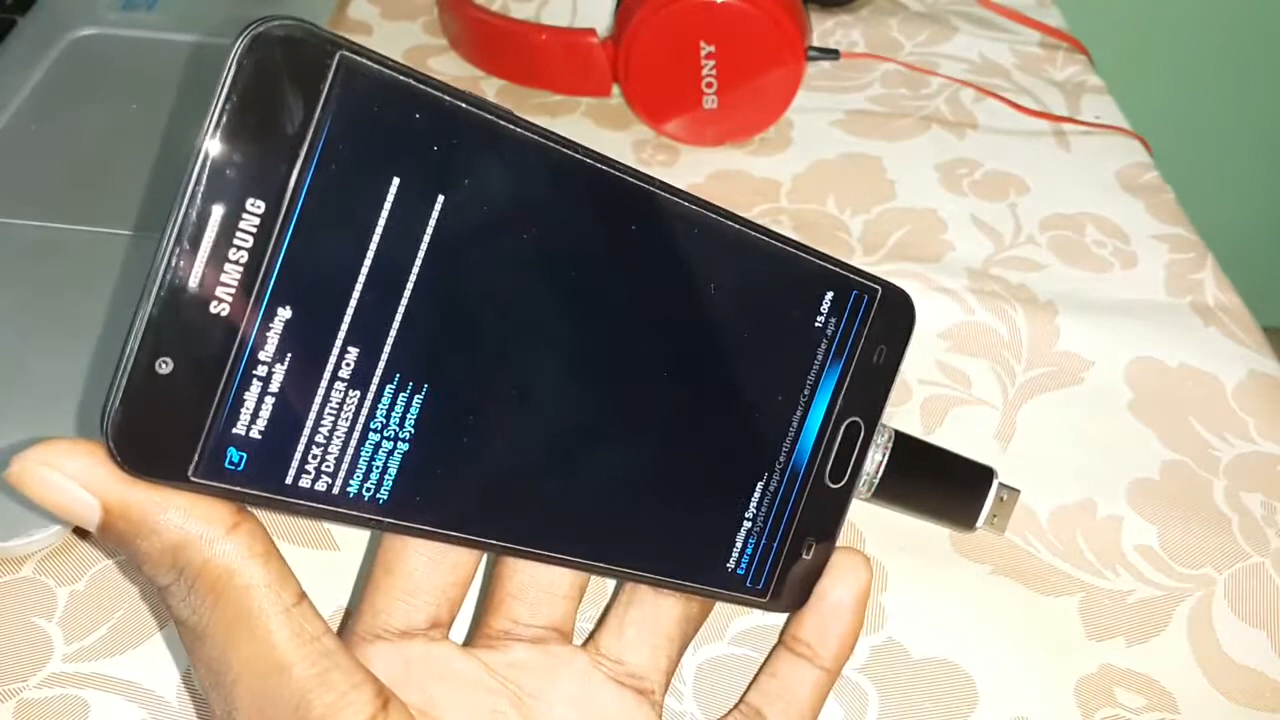 SONY
SAMSUNG
Installer is flashing.
Please wait...
BLACK PANTHER ROM
By DARKNESSSS
-Mounting System...
-Checking System...
-Installing System...
-Installing System...
15.00%
Extract:/system/app/CertInstaller/CertInstaller.apk